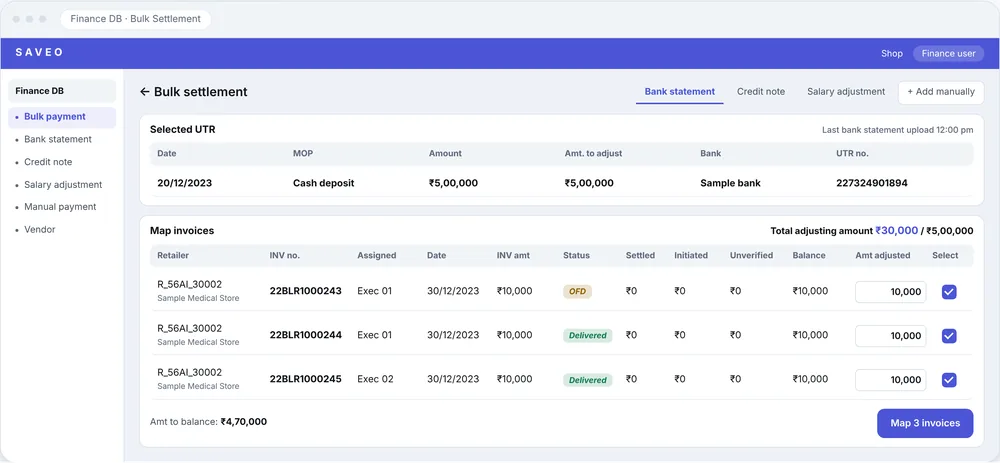 Finance DB · Bulk Settlement
SAVEO
Shop
Finance user
Finance DB
Bulk payment
Bank statement
Credit note
Salary adjustment
Manual payment
Vendor
← Bulk settlement
Bank statement Credit note Salary adjustment + Add manually
Selected UTR Last bank statement upload 12:00 pm
Date MOP Amount Amt. to adjust Bank UTR no.
20/12/2023 Cash deposit ₹5,00,000 ₹5,00,000 Sample bank 227324901894
Map invoices Total adjusting amount ₹30,000 / ₹5,00,000
Retailer INV no. Assigned Date INV amt Status Settled Initiated Unverified Balance Amt adjusted Select
R_56AI_30002
Sample Medical Store
22BLR1000243 Exec 01 30/12/2023 ₹10,000 OFD ₹0 ₹0 ₹0 ₹10,000 10,000
R_56AI_30002
Sample Medical Store
22BLR1000244 Exec 01 30/12/2023 ₹10,000 Delivered ₹0 ₹0 ₹0 ₹10,000 10,000
R_56AI_30002
Sample Medical Store
22BLR1000245 Exec 02 30/12/2023 ₹10,000 Delivered ₹0 ₹0 ₹0 ₹10,000 10,000
Amt to balance: ₹4,70,000
Map 3 invoices